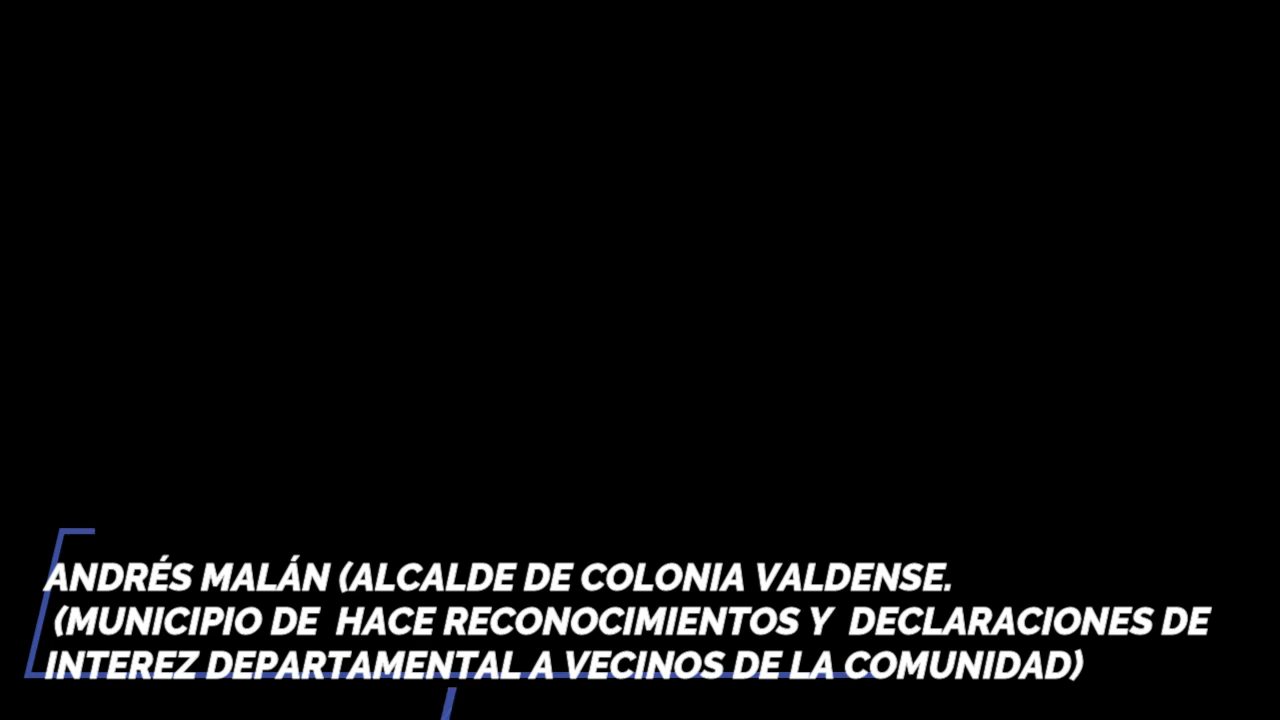 ANDRÉS MALÁN (ALCALDE DE COLONIA VALDENSE.
(MUNICIPIO DE  HACE RECONOCIMIENTOS Y  DECLARACIONES DE
INTEREZ DEPARTAMENTAL A VECINOS DE LA COMUNIDAD)